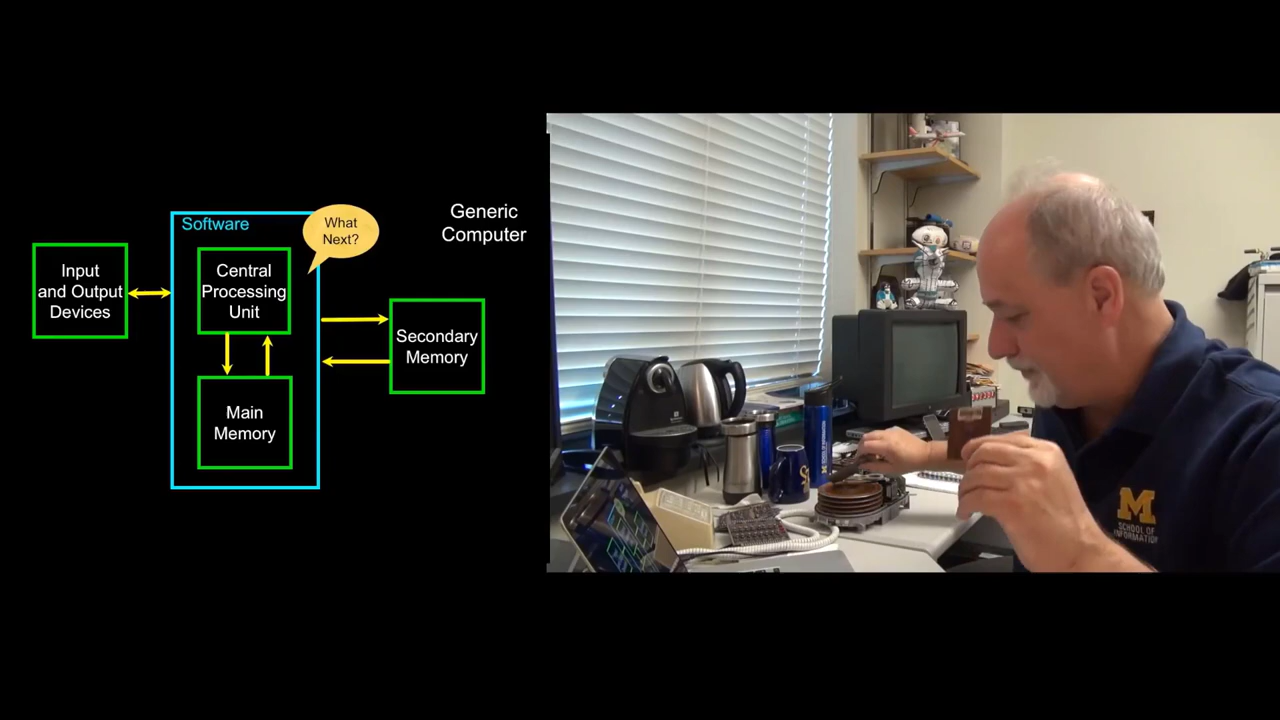 Software
What
Next?
Generic
Computer
Input
and Output
Devices
Central
Processing
Unit
Secondary
Memory
Main
Memory
M
SCHOOL OF
INFORMATION